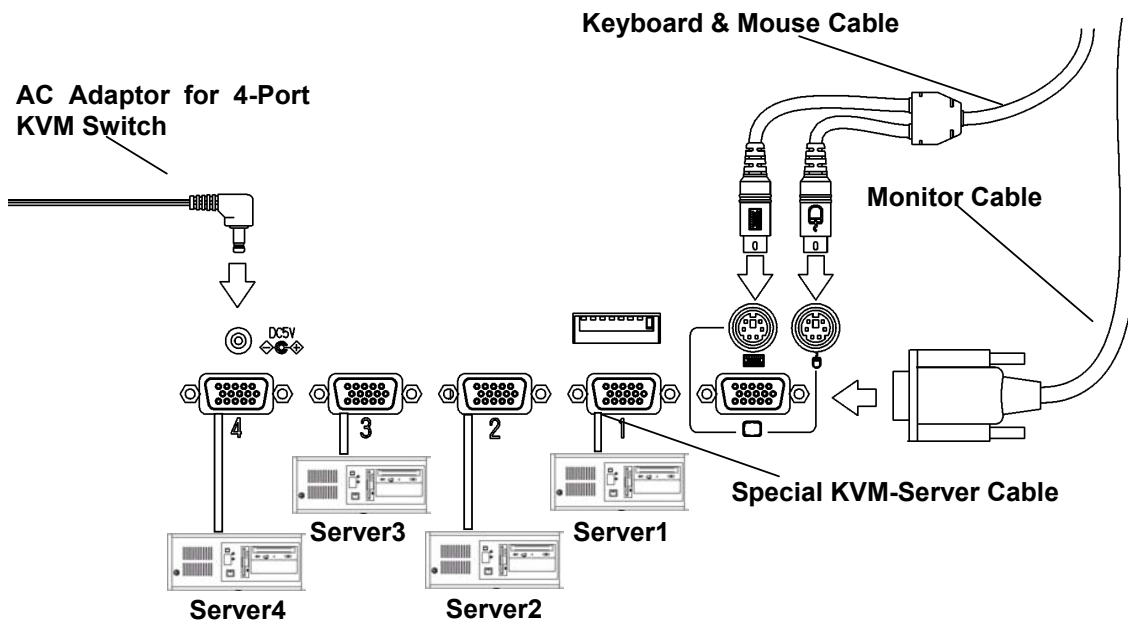 Keyboard & Mouse Cable
AC Adaptor for 4-Port
KVM Switch
Monitor Cable
DC5V
4
3
2
1
Special KVM-Server Cable
Server3
Server1
Server4
Server2